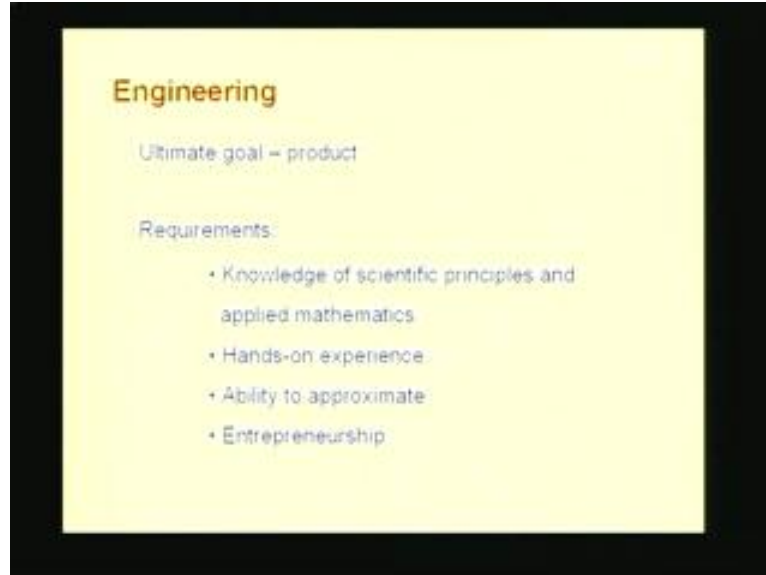 Engineering
Ultimate goal – product
Requirements:
• Knowledge of scientific principles and
applied mathematics
• Hands-on experience
• Ability to approximate
• Entrepreneurship